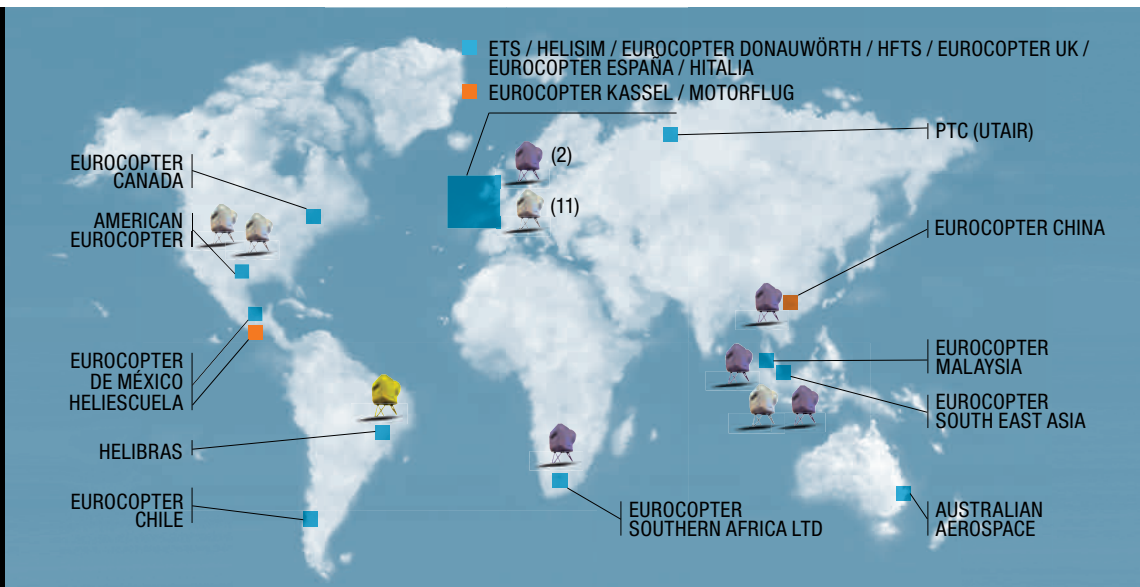 ETS / HELISIM / EUROCOPTER DONAUWÖRTH / HFTS / EUROCOPTER UK /
EUROCOPTER ESPAÑA / HITALIA
EUROCOPTER KASSEL / MOTORFLUG
PTC (UTAIR)
(2)
EUROCOPTER
CANADA
(11)
AMERICAN
EUROCOPTER
EUROCOPTER CHINA
EUROCOPTER
MALAYSIA
EUROCOPTER
DE MÉXICO
HELIESCUELA
EUROCOPTER
SOUTH EAST ASIA
HELIBRAS
EUROCOPTER
CHILE
EUROCOPTER
SOUTHERN AFRICA LTD
AUSTRALIAN
AEROSPACE